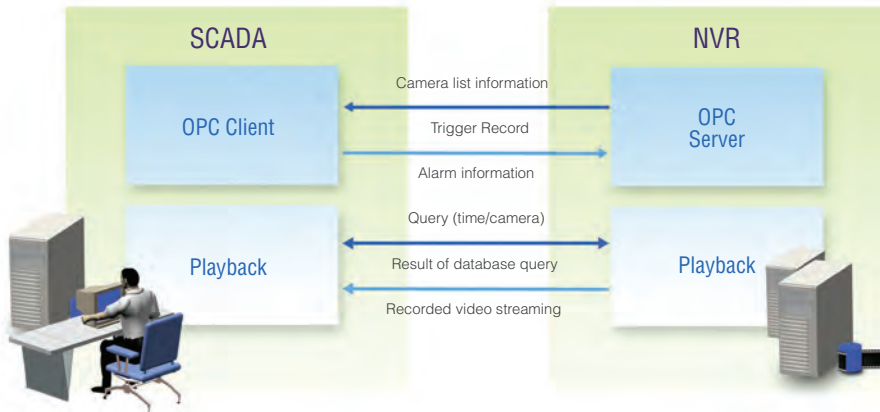 SCADA
NVR
Camera list information
OPC Client
Trigger Record
OPC
Server
Alarm information
Query (time/camera)
Playback
Result of database query
Playback
Recorded video streaming